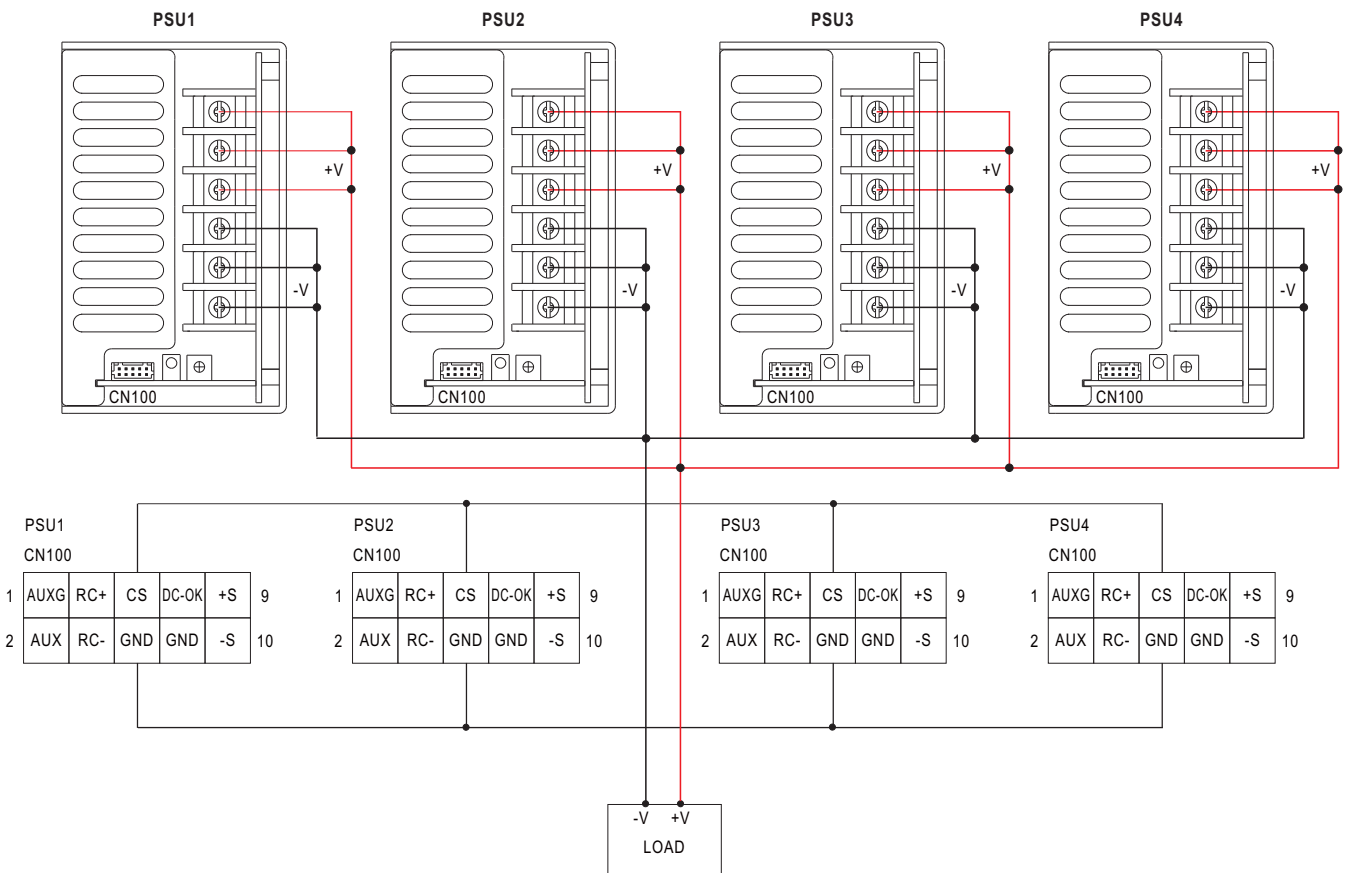 PSU1 PSU2 PSU3 PSU4
+V +V +V +V
-V -V -V -V
CN100 CN100 CN100 CN100
PSU1 PSU2 PSU3 PSU4
CN100 CN100 CN100 CN100
1 AUXG RC+ CS DC-OK +S 9 1 AUXG RC+ CS DC-OK +S 9 1 AUXG RC+ CS DC-OK +S 9 1 AUXG RC+ CS DC-OK +S 9
2 AUX RC- GND GND -S 10 2 AUX RC- GND GND -S 10 2 AUX RC- GND GND -S 10 2 AUX RC- GND GND -S 10
-V +V
LOAD